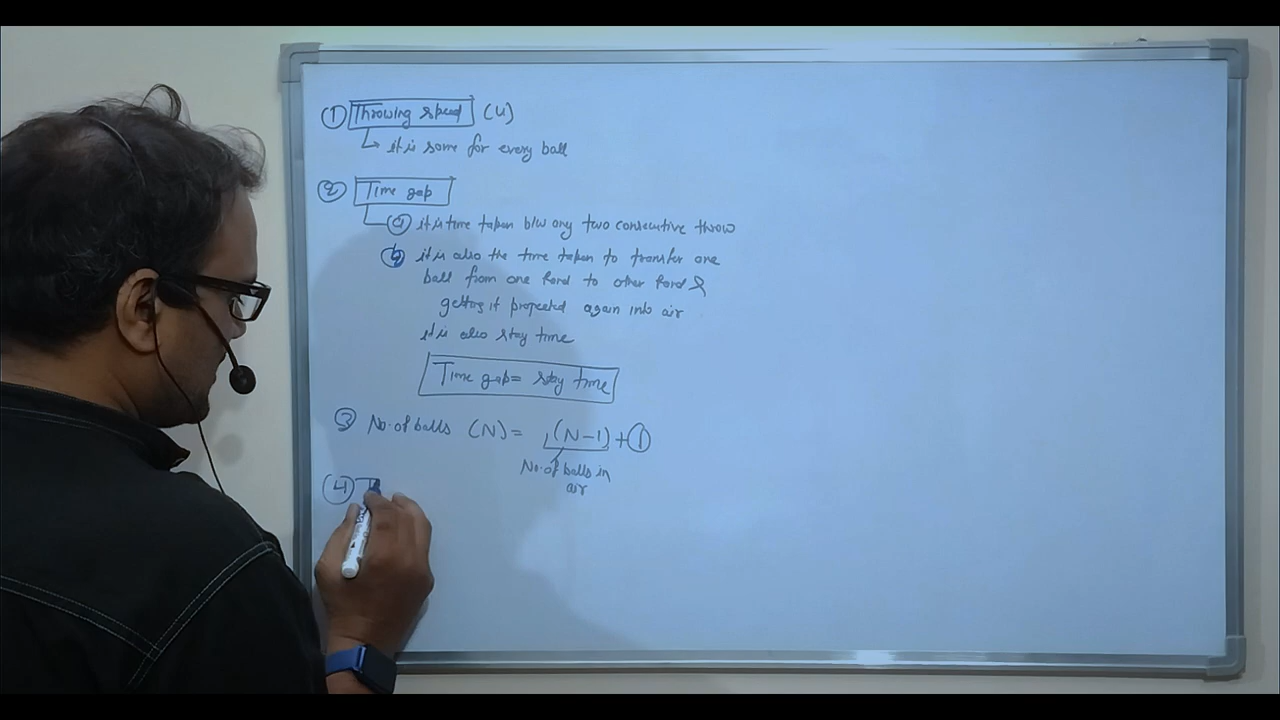 ① Throwing speed (u)
↳ it is same for every ball
② Time gap
ⓐ it is time taken b/w any two consecutive throw
ⓑ it is also the time taken to transfer one
ball from one hand to other hand &
getting it projected again into air
it is also stay time
Time gap = stay time
③ No. of balls (N) = (N-1) + ①
No. of balls in
air
④ T